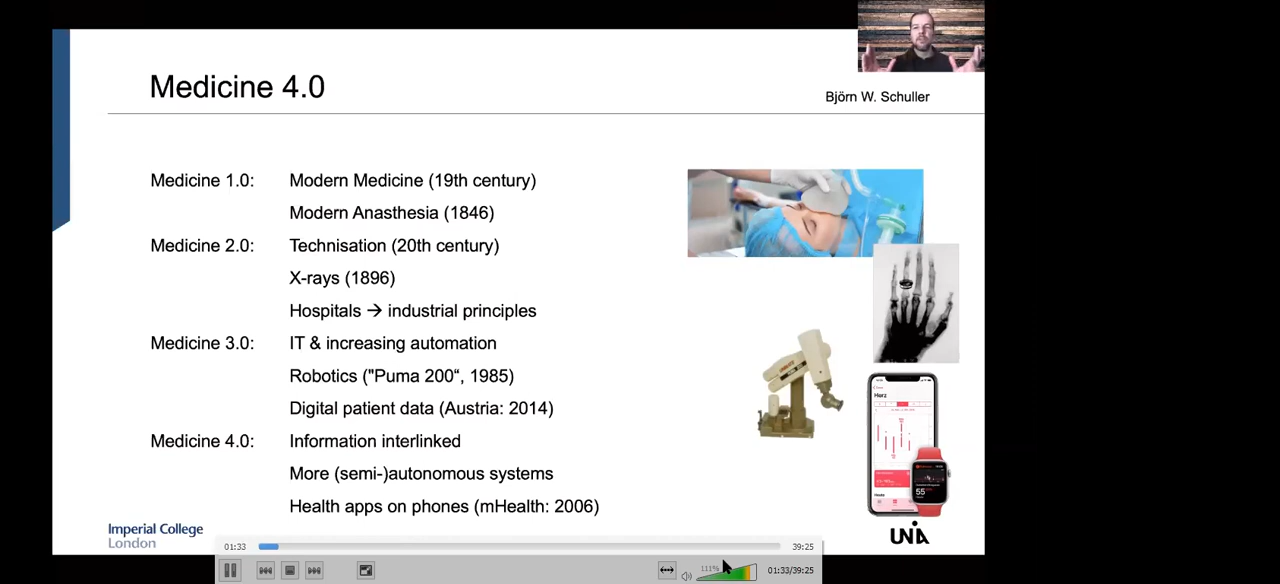 Medicine 4.0
Björn W. Schuller
Medicine 1.0: Modern Medicine (19th century)
Modern Anasthesia (1846)
Medicine 2.0: Technisation (20th century)
X-rays (1896)
Hospitals → industrial principles
Medicine 3.0: IT & increasing automation
Robotics ("Puma 200“, 1985)
Digital patient data (Austria: 2014)
Medicine 4.0: Information interlinked
More (semi-)autonomous systems
Health apps on phones (mHealth: 2006)
Herz
55
Imperial College
London
UNIA
01:33
39:25
111%
01:33/39:25